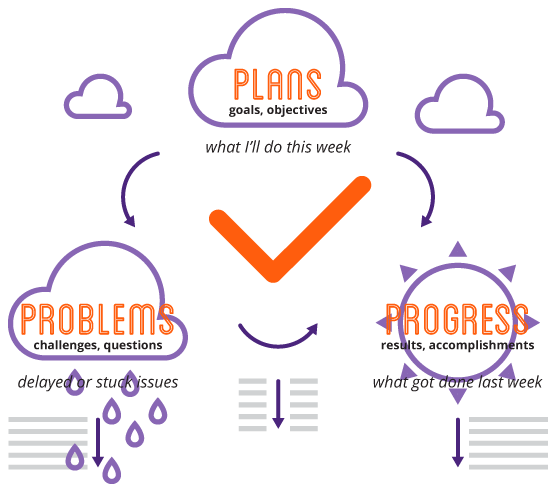 PLANS
goals, objectives
what I'll do this week
PROBLEMS
challenges, questions
delayed or stuck issues
PROGRESS
results, accomplishments
what got done last week